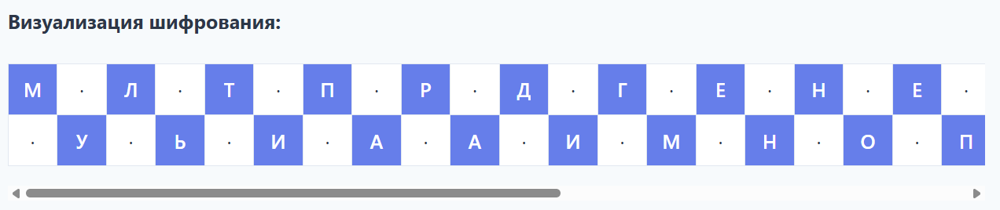 Визуализация шифрования:
М · Л · Т · П · Р · Д · Г · Е · Н · Е ·
· У · Ь · И · А · А · И · М · Н · О · П